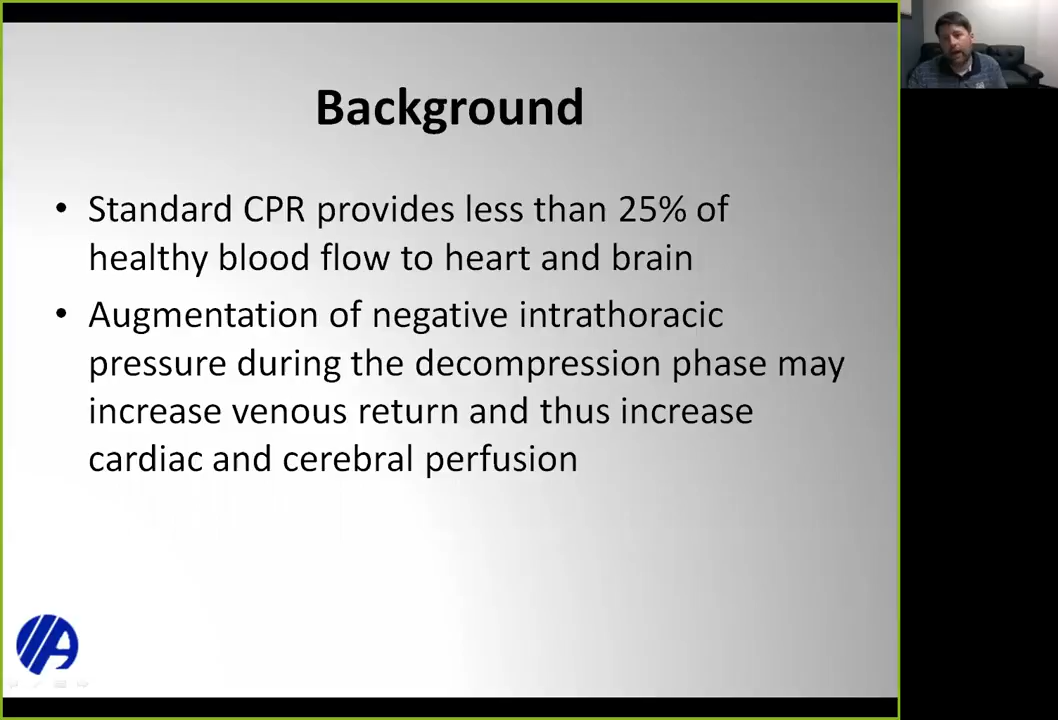 Background
• Standard CPR provides less than 25% of
healthy blood flow to heart and brain
• Augmentation of negative intrathoracic
pressure during the decompression phase may
increase venous return and thus increase
cardiac and cerebral perfusion